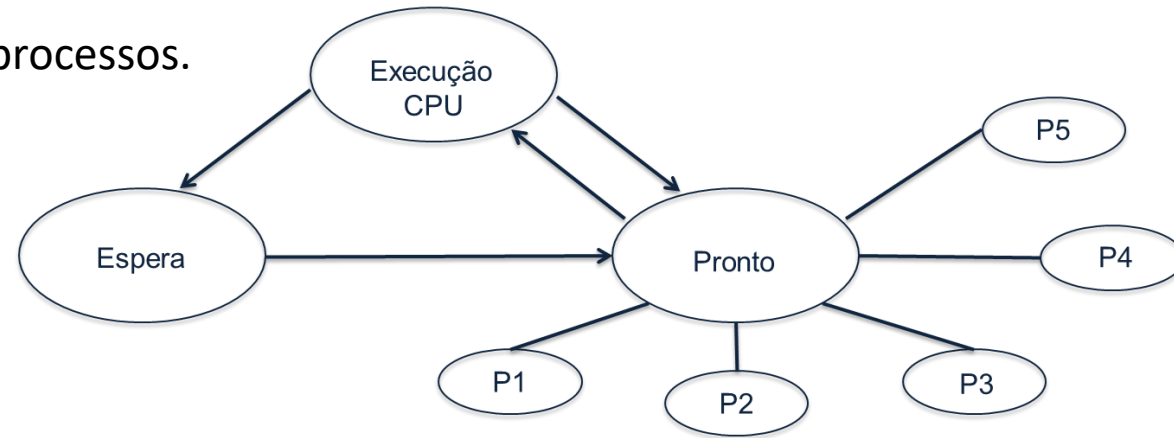 processos.
Execução
CPU
P5
Espera
Pronto
P4
P1
P2
P3